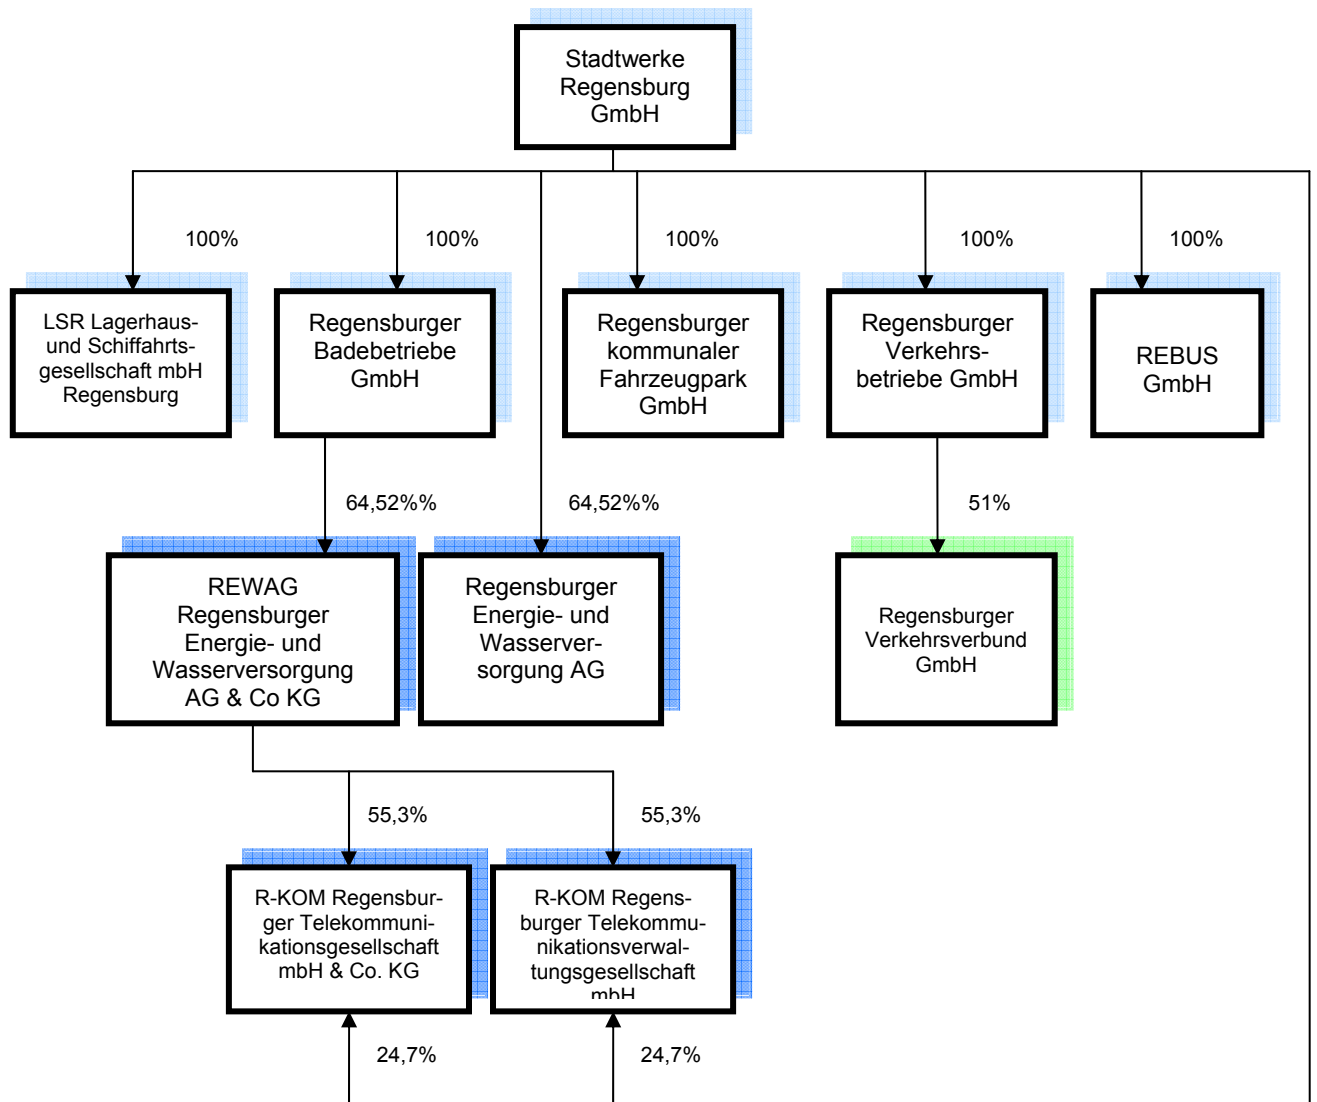 Stadtwerke
Regensburg
GmbH
100%
100%
100%
100%
100%
LSR Lagerhaus-
und Schiffahrts-
gesellschaft mbH
Regensburg
Regensburger
Badebetriebe
GmbH
Regensburger
kommunaler
Fahrzeugpark
GmbH
Regensburger
Verkehrs-
betriebe GmbH
REBUS
GmbH
64,52%%
64,52%%
51%
REWAG
Regensburger
Energie- und
Wasserversorgung
AG & Co KG
Regensburger
Energie- und
Wasserver-
sorgung AG
Regensburger
Verkehrsverbund
GmbH
55,3%
55,3%
R-KOM Regensbur-
ger Telekommuni-
kationsgesellschaft
mbH & Co. KG
R-KOM Regens-
burger Telekommu-
nikationsverwal-
tungsgesellschaft
mbH
24,7%
24,7%